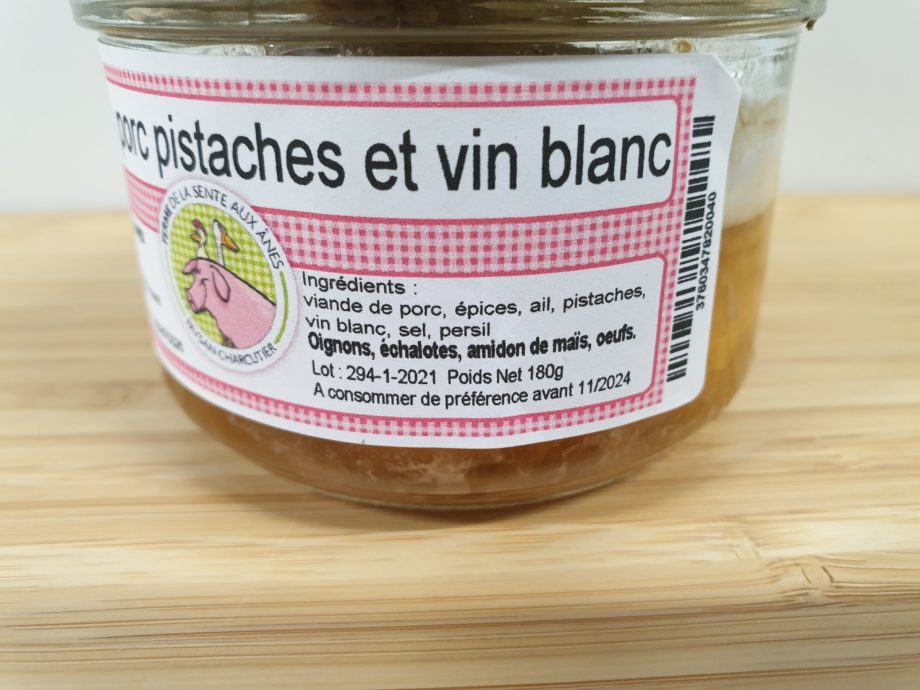 porc pistaches et vin blanc
FERME DE LA SENTE AUX ÂNES
PAYSAN CHARCUTIER
Ingrédients :
viande de porc, épices, ail, pistaches,
vin blanc, sel, persil
Oignons, échalotes, amidon de maïs, oeufs.
Lot : 294-1-2021 Poids Net 180g
A consommer de préférence avant 11/2024
3760347820040